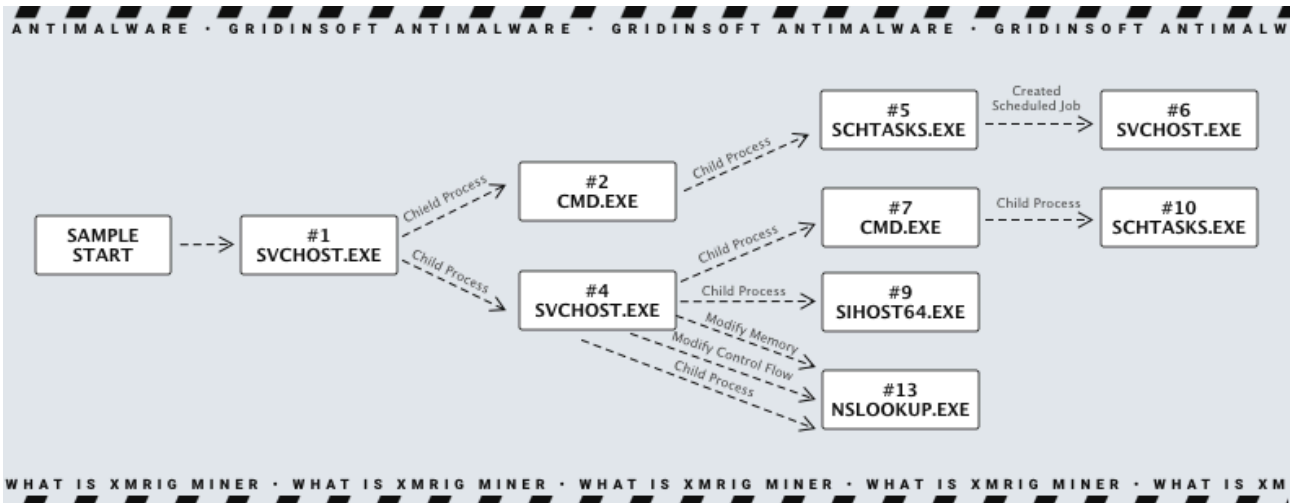 ANTIMALWARE · GRIDINSOFT ANTIMALWARE · GRIDINSOFT ANTIMALWARE · GRIDINSOFT ANTIMALW
Created
Scheduled Job
#5
SCHTASKS.EXE
#6
SVCHOST.EXE
Child Process
#2
CMD.EXE
Chield Process
#7
CMD.EXE
Child Process
#10
SCHTASKS.EXE
SAMPLE
START
#1
SVCHOST.EXE
Child Process
Child Process
#4
SVCHOST.EXE
Child Process
#9
SIHOST64.EXE
Modify Memory
Modify Control Flow
Child Process
#13
NSLOOKUP.EXE
WHAT IS XMRIG MINER · WHAT IS XMRIG MINER · WHAT IS XMRIG MINER · WHAT IS XMRIG MINER · WHAT IS XM